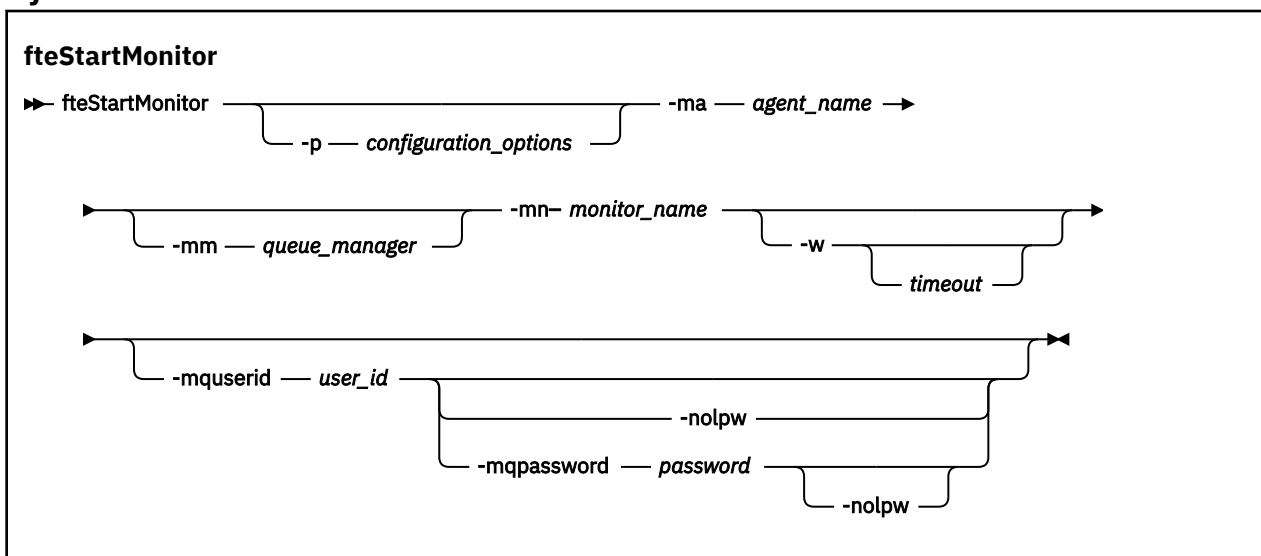 fteStartMonitor
fteStartMonitor -ma agent_name
-p configuration_options
-mn monitor_name
-mm queue_manager -w
timeout
-mquserid user_id
-nolpw
-mqpassword password
-nolpw